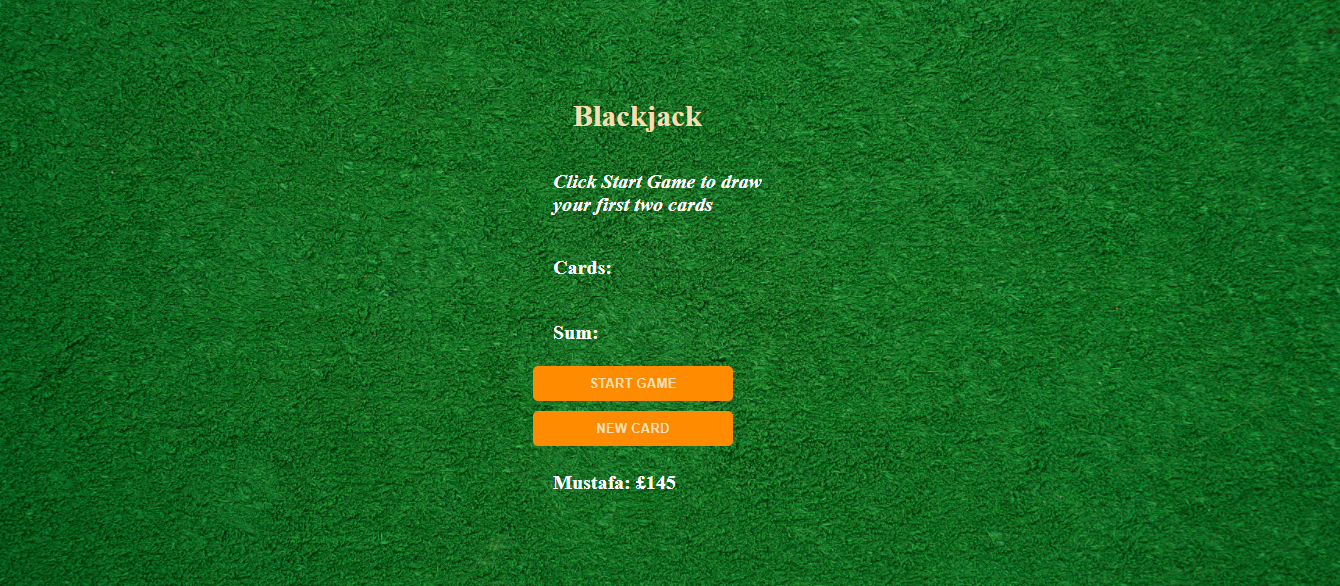 Blackjack
Click Start Game to draw
your first two cards
Cards:
Sum:
START GAME
NEW CARD
Mustafa: £145